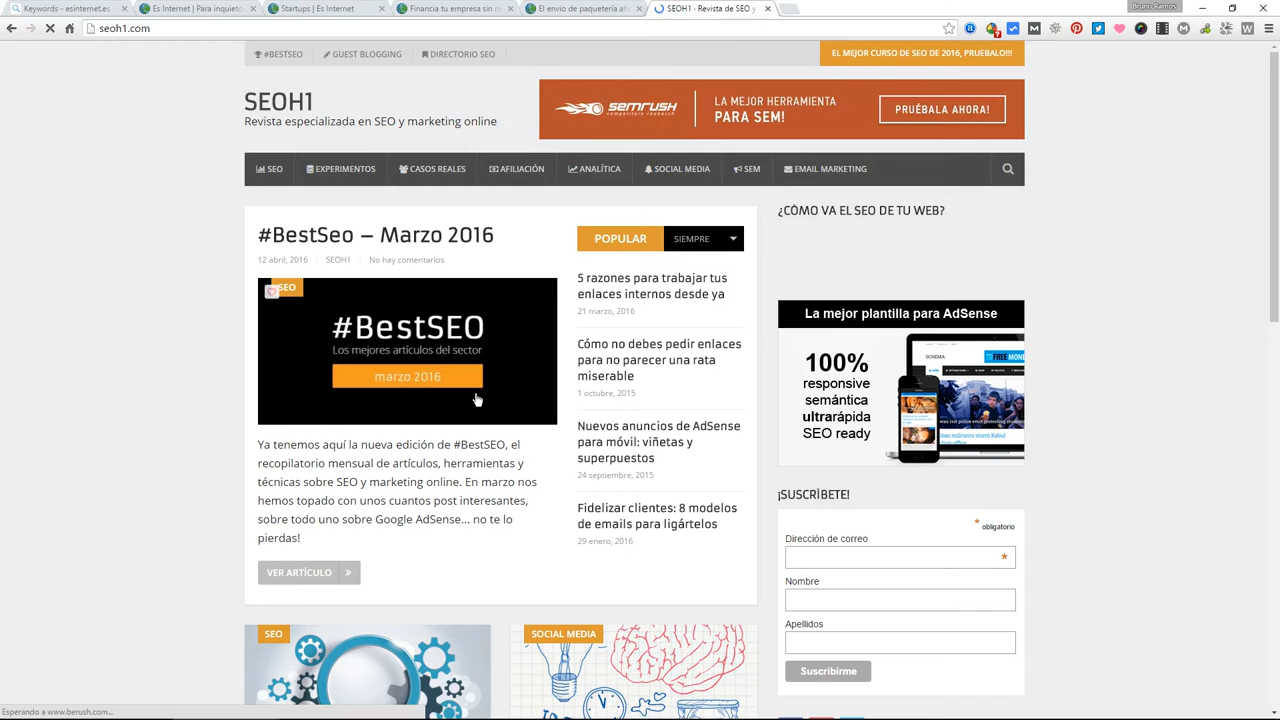 Keywords - esinternet.es -
Es Internet | Para inquieto
Startups | Es Internet
Financia tu empresa sin ne
El envío de paquetería ah
SEOH1 - Revista de SEO y
Bruno Ramos
seoh1.com
#BESTSEO
GUEST BLOGGING
DIRECTORIO SEO
EL MEJOR CURSO DE SEO DE 2016, PRUEBALO!!!
SEOH1
Revista especializada en SEO y marketing online
SEMRUSH
competitors research
LA MEJOR HERRAMIENTA
PARA SEM!
PRUÉBALA AHORA!
SEO
EXPERIMENTOS
CASOS REALES
AFILIACIÓN
ANALÍTICA
SOCIAL MEDIA
SEM
EMAIL MARKETING
#BestSeo – Marzo 2016
12 abril, 2016
SEOH1
No hay comentarios
SEO
#BestSEO
Los mejores artículos del sector
marzo 2016
Ya tenemos aquí la nueva edición de #BestSEO, el
recopilatorio mensual de artículos, herramientas y
técnicas sobre SEO y marketing online. En marzo nos
hemos topado con unos cuantos post interesantes,
sobre todo uno sobre Google AdSense... no te lo
pierdas!
VER ARTÍCULO
POPULAR
SIEMPRE
5 razones para trabajar tus
enlaces internos desde ya
21 marzo, 2016
Cómo no debes pedir enlaces
para no parecer una rata
miserable
1 octubre, 2015
Nuevos anuncios de AdSense
para móvil: viñetas y
superpuestos
24 septiembre, 2015
Fidelizar clientes: 8 modelos
de emails para ligártelos
29 enero, 2016
¿CÓMO VA EL SEO DE TU WEB?
La mejor plantilla para AdSense
100%
responsive
semántica
ultrarápida
SEO ready
SCHEMA
¡SUSCRÍBETE!
* obligatorio
Dirección de correo
*
Nombre
Apellidos
Suscribirme
SEO
SOCIAL MEDIA
Esperando a www.berush.com...